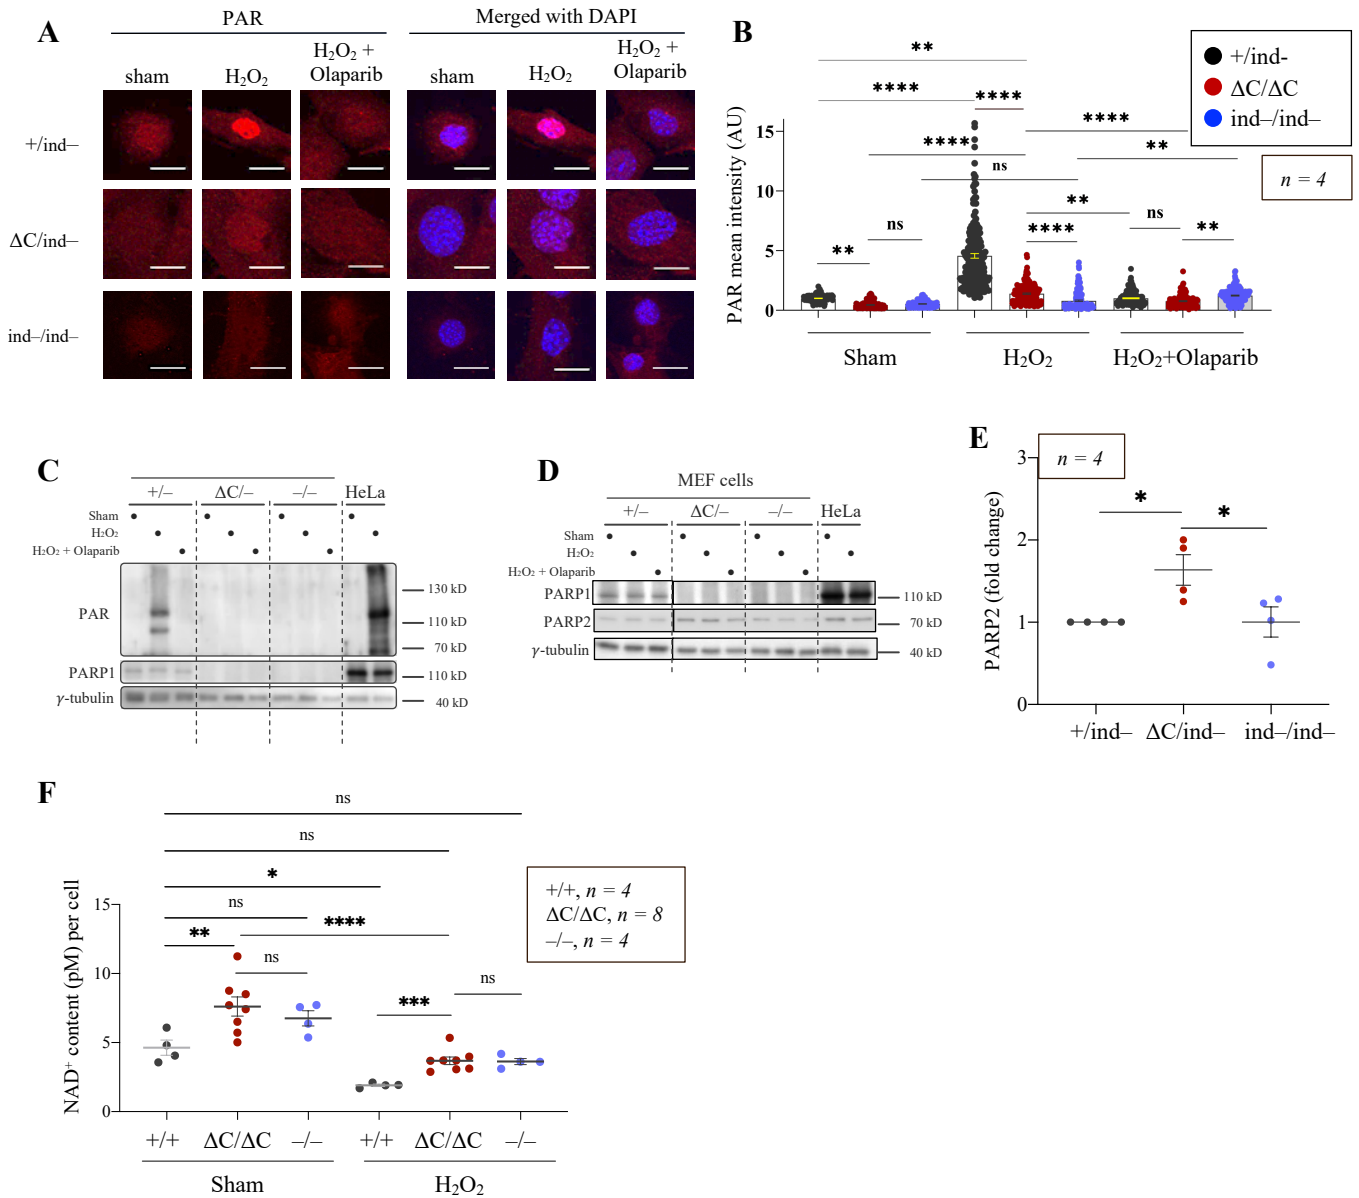 A
PAR
Merged with DAPI
sham
H₂O₂
H₂O₂ +
Olaparib
sham
H₂O₂
H₂O₂ +
Olaparib
+/ind–
ΔC/ind–
ind–/ind–
B
+/ind-
ΔC/ΔC
ind–/ind–
n = 4
PAR mean intensity (AU)
15
10
5
0
**
****
****
****
****
**
ns
**
ns
**
****
ns
**
Sham
H₂O₂
H₂O₂+Olaparib
C
+/–
ΔC/–
–/–
HeLa
Sham
H₂O₂
H₂O₂ + Olaparib
PAR
130 kD
110 kD
70 kD
PARP1
110 kD
γ-tubulin
40 kD
D
MEF cells
+/–
ΔC/–
–/–
HeLa
Sham
H₂O₂
H₂O₂ + Olaparib
PARP1
110 kD
PARP2
70 kD
γ-tubulin
40 kD
E
n = 4
PARP2 (fold change)
3
2
1
0
*
*
+/ind–
ΔC/ind–
ind–/ind–
F
ns
ns
*
ns
**
****
ns
***
ns
+/+, n = 4
ΔC/ΔC, n = 8
–/–, n = 4
NAD⁺ content (pM) per cell
15
10
5
0
+/+
ΔC/ΔC
–/–
+/+
ΔC/ΔC
–/–
Sham
H₂O₂